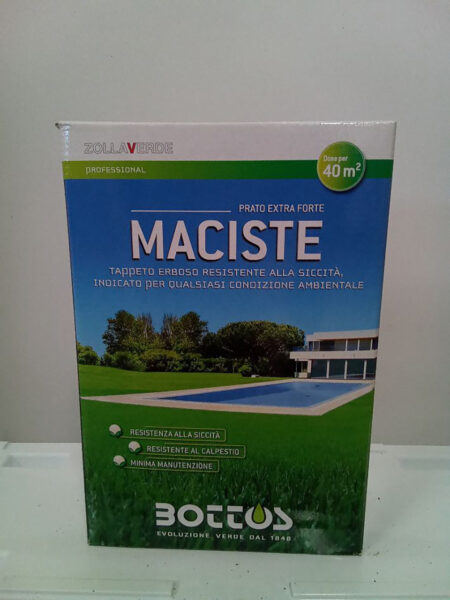 ZOLLAVERDE
PROFESSIONAL
Dose per
40 m²
PRATO EXTRA FORTE
MACISTE
TAPPETO ERBOSO RESISTENTE ALLA SICCITÀ,
INDICATO PER QUALSIASI CONDIZIONE AMBIENTALE
RESISTENZA ALLA SICCITÀ
RESISTENTE AL CALPESTIO
MINIMA MANUTENZIONE
BOTTOS
EVOLUZIONE VERDE DAL 1848